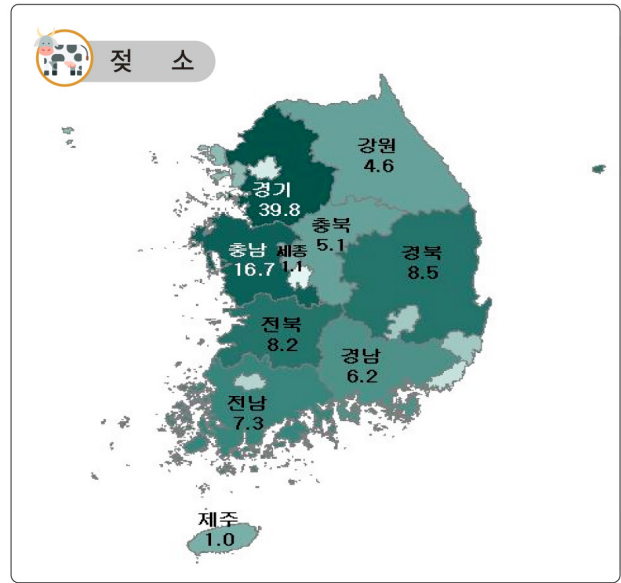 젖 소
강원
4.6
경기
39.8
충북
5.1
충남
16.7
세종
1.1
경북
8.5
전북
8.2
경남
6.2
전남
7.3
제주
1.0